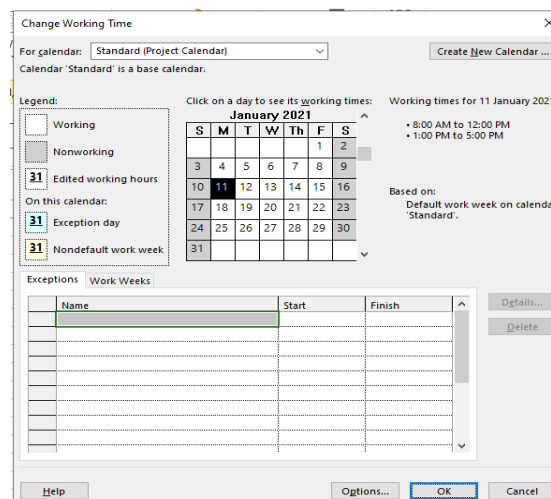 Change Working Time
For calendar: Standard (Project Calendar)
Create New Calendar ...
Calendar 'Standard' is a base calendar.
Legend:
Working
Nonworking
31 Edited working hours
On this calendar:
31 Exception day
31 Nondefault work week
Click on a day to see its working times:
January 2021
S M T W Th F S
1 2
3 4 5 6 7 8 9
10 11 12 13 14 15 16
17 18 19 20 21 22 23
24 25 26 27 28 29 30
31
Working times for 11 January 2021
• 8:00 AM to 12:00 PM
• 1:00 PM to 5:00 PM
Based on:
Default work week on calenda
'Standard'.
Exceptions Work Weeks
Name Start Finish
Details...
Delete
Help Options... OK Cancel